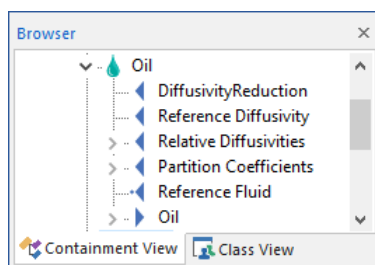 Browser
Oil
DiffusivityReduction
Reference Diffusivity
Relative Diffusivities
Partition Coefficients
Reference Fluid
Oil
Containment View Class View